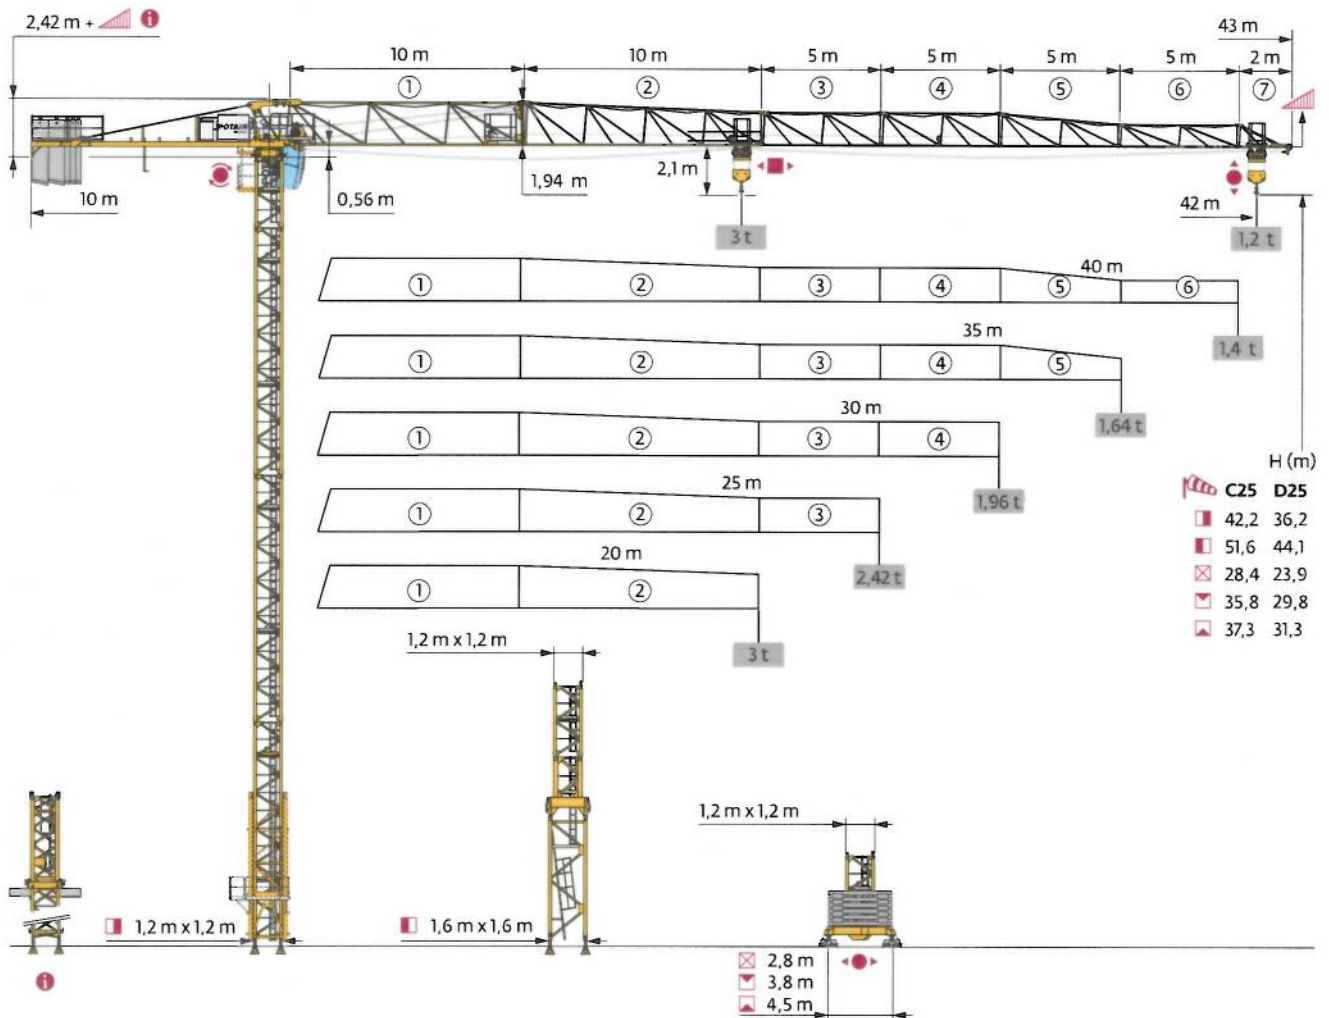 2,42 m +
43 m
10 m
10 m
5 m
5 m
5 m
5 m
2 m
①
②
③
④
⑤
⑥
⑦
POTAIN
10 m
0,56 m
1,94 m
2,1 m
42 m
3 t
1,2 t
40 m
① ② ③ ④ ⑤ ⑥
1,4 t
35 m
① ② ③ ④ ⑤
1,64 t
30 m
① ② ③ ④
1,96 t
25 m
① ② ③
2,42 t
20 m
① ②
3 t
H (m)
C25 D25
42,2 36,2
51,6 44,1
28,4 23,9
35,8 29,8
37,3 31,3
1,2 m x 1,2 m
1,2 m x 1,2 m
1,2 m x 1,2 m
1,6 m x 1,6 m
2,8 m
3,8 m
4,5 m